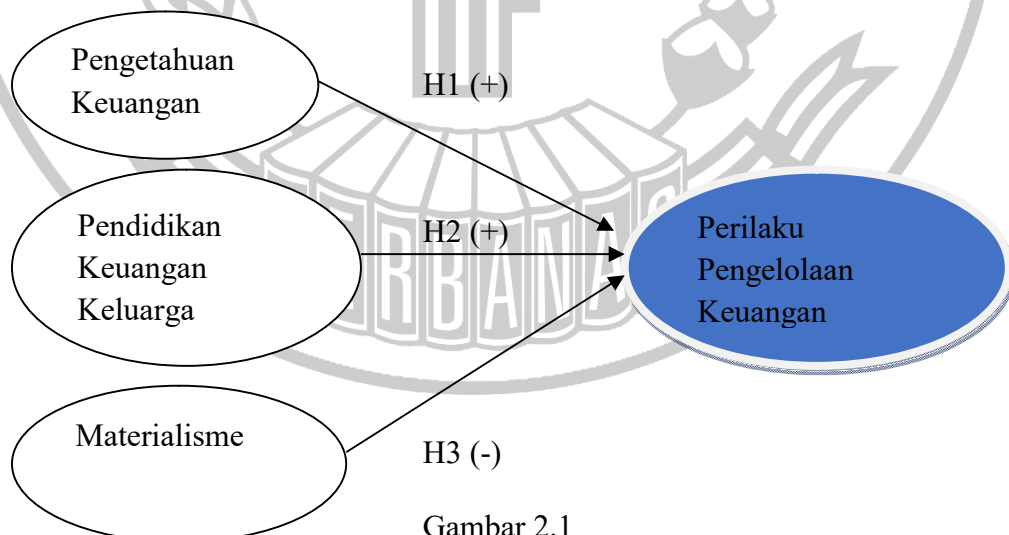 Pengetahuan
Keuangan
H1 (+)
Pendidikan
Keuangan
Keluarga
H2 (+)
Perilaku
Pengelolaan
Keuangan
Materialisme
H3 (-)
Gambar 2.1